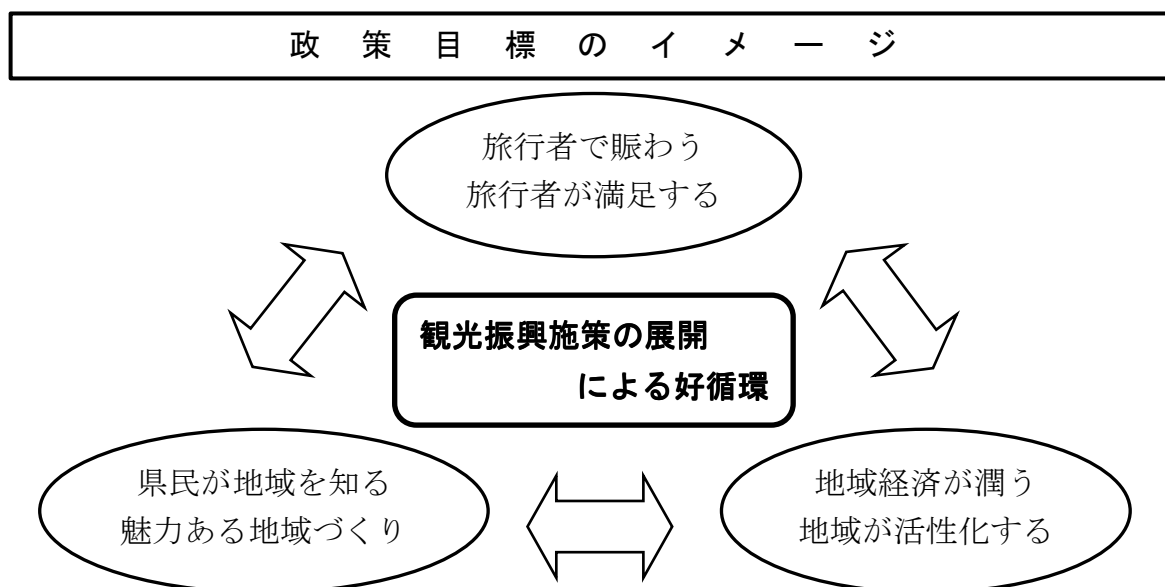 政策目標のイメージ
旅行者で賑わう
旅行者が満足する
観光振興施策の展開
による好循環
県民が地域を知る
魅力ある地域づくり
地域経済が潤う
地域が活性化する